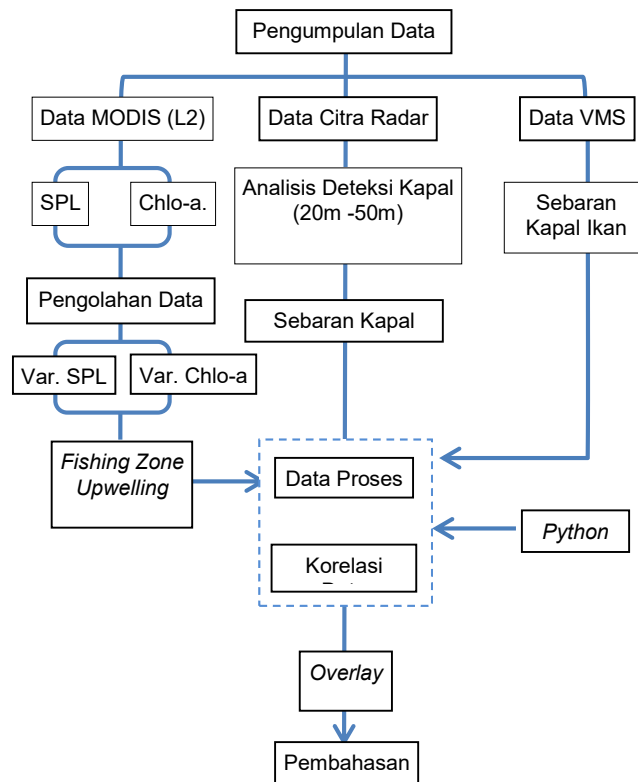 Pengumpulan Data
Data MODIS (L2)
Data Citra Radar
Data VMS
SPL
Chlo-a.
Analisis Deteksi Kapal
(20m -50m)
Sebaran
Kapal Ikan
Pengolahan Data
Sebaran Kapal
Var. SPL
Var. Chlo-a
Fishing Zone
Upwelling
Data Proses
Python
Korelasi
Overlay
Pembahasan